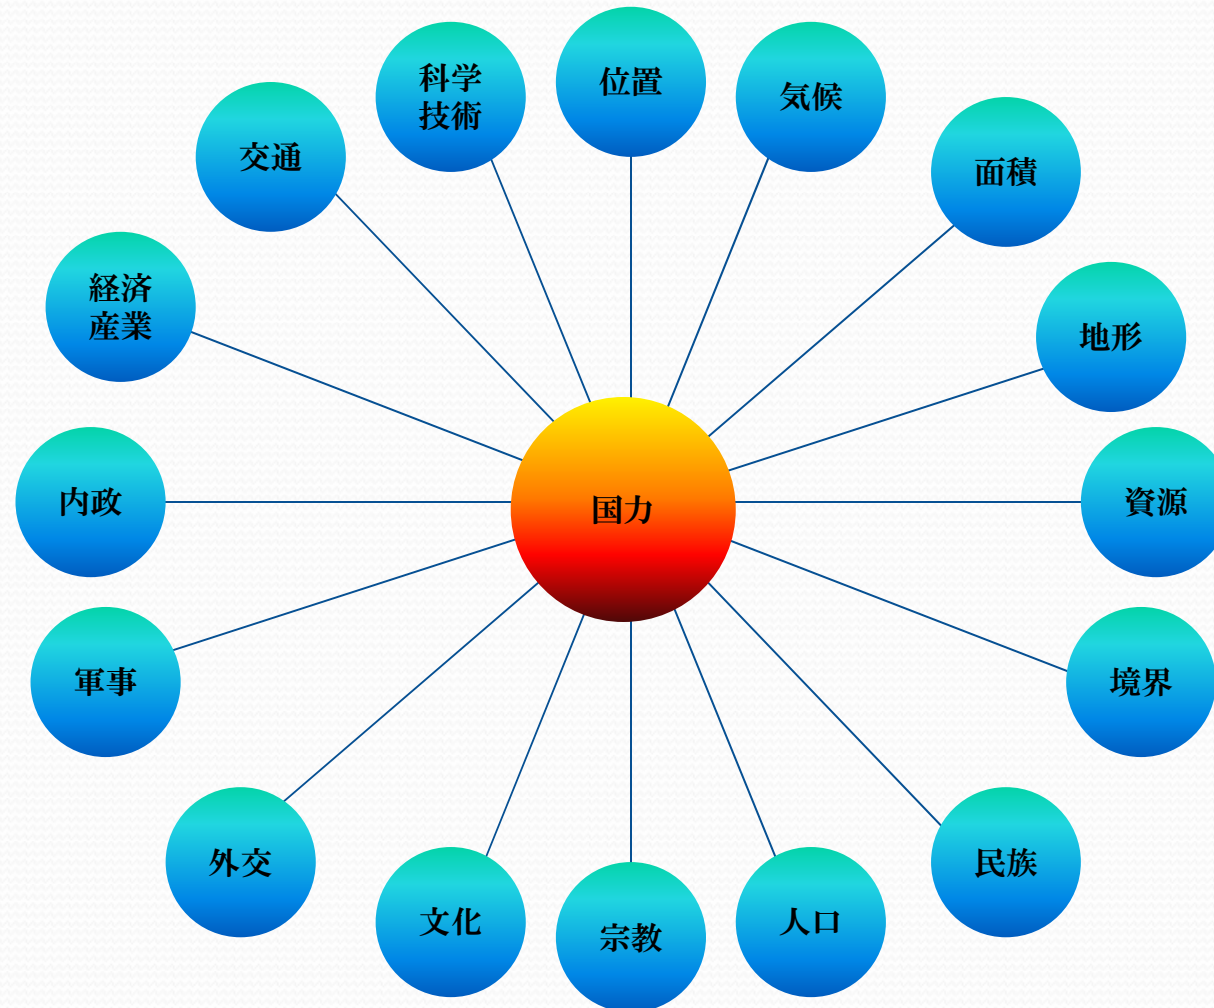 科学
技術
位置
気候
交通
面積
経済
産業
地形
内政
国力
資源
軍事
境界
外交
民族
文化
宗教
人口